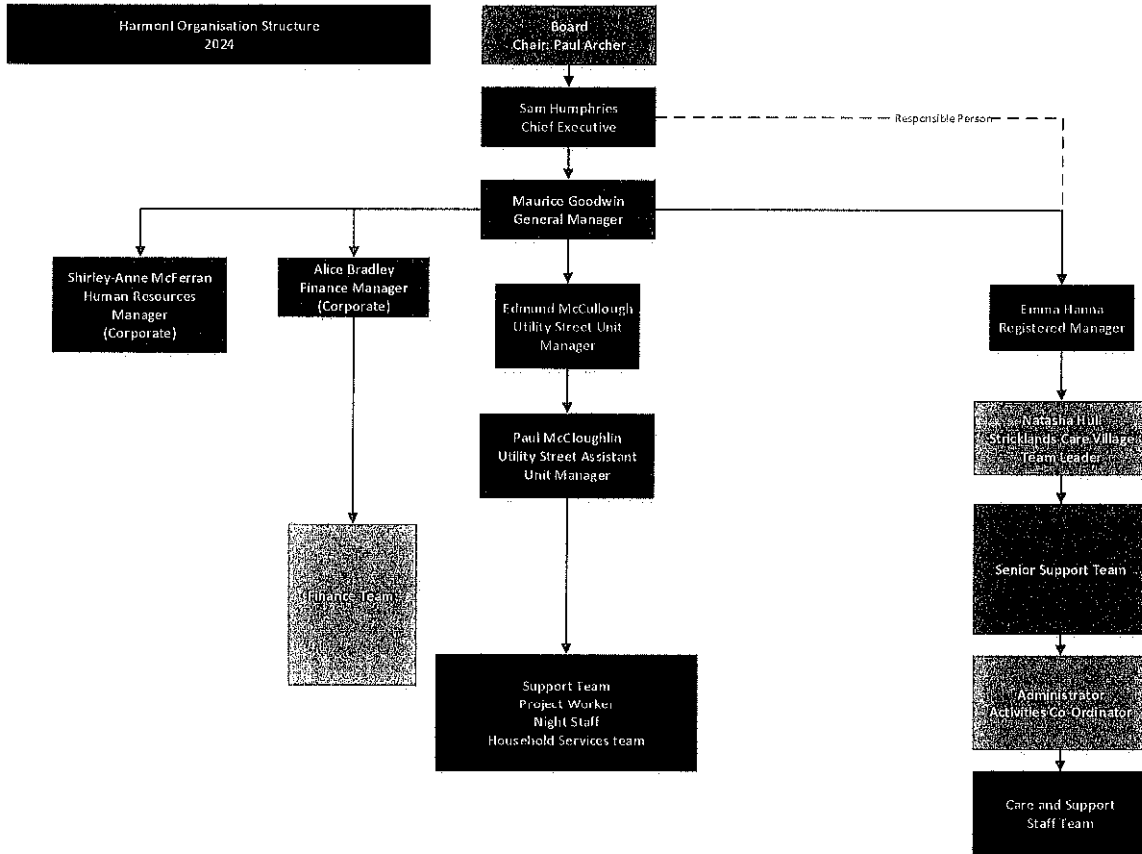 Harmoni Organisation Structure
2024
Board
Chair: Paul Archer
Sam Humphries
Chief Executive
Responsible Person
Maurice Goodwin
General Manager
Shirley-Anne McFerran
Human Resources
Manager
(Corporate)
Alice Bradley
Finance Manager
(Corporate)
Edmund McCullough
Utility Street Unit
Manager
Emma Hanna
Registered Manager
Paul McCloughlin
Utility Street Assistant
Unit Manager
Natasha Hull
Stricklands Care Village
Team Leader
Finance Team
Senior Support Team
Support Team
Project Worker
Night Staff
Household Services team
Administrator
Activities Co-Ordinator
Care and Support
Staff Team